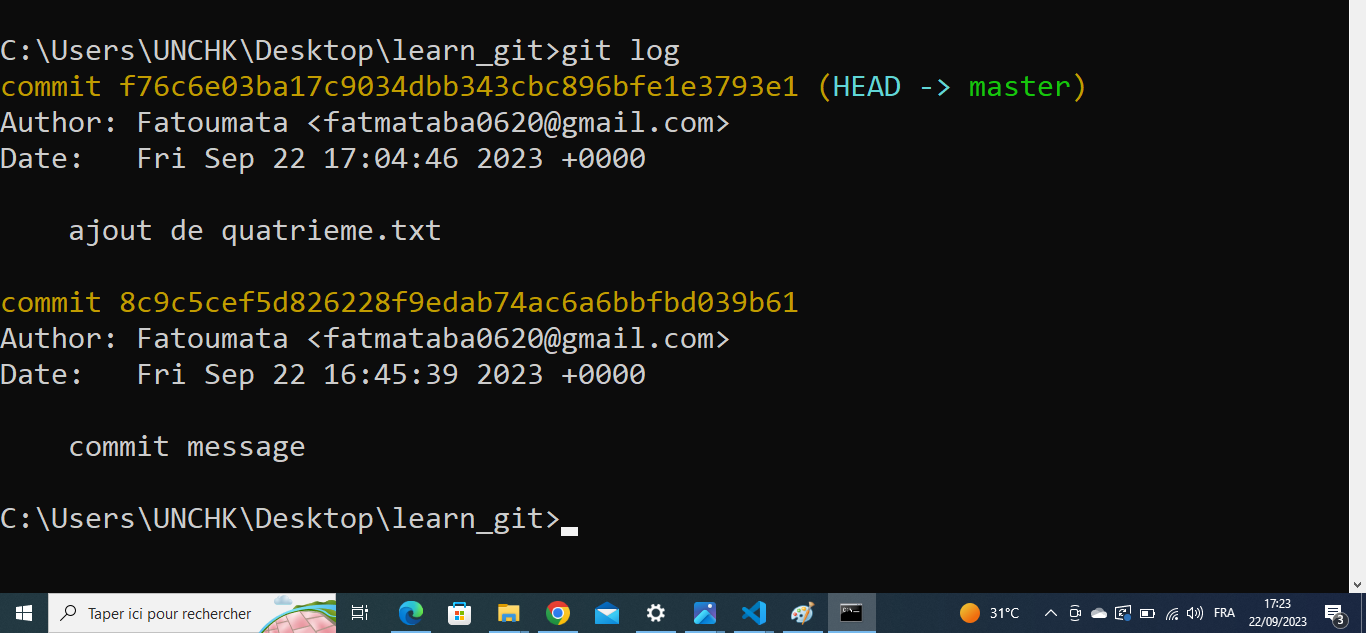 C:\Users\UNCHK\Desktop\learn_git>git log
commit f76c6e03ba17c9034dbb343cbc896bfe1e3793e1 (HEAD -> master)
Author: Fatoumata <fatmataba0620@gmail.com>
Date:   Fri Sep 22 17:04:46 2023 +0000
    ajout de quatrieme.txt
commit 8c9c5cef5d826228f9edab74ac6a6bbfbd039b61
Author: Fatoumata <fatmataba0620@gmail.com>
Date:   Fri Sep 22 16:45:39 2023 +0000
    commit message
C:\Users\UNCHK\Desktop\learn_git>
Taper ici pour rechercher
31°C
FRA
17:23
22/09/2023
3